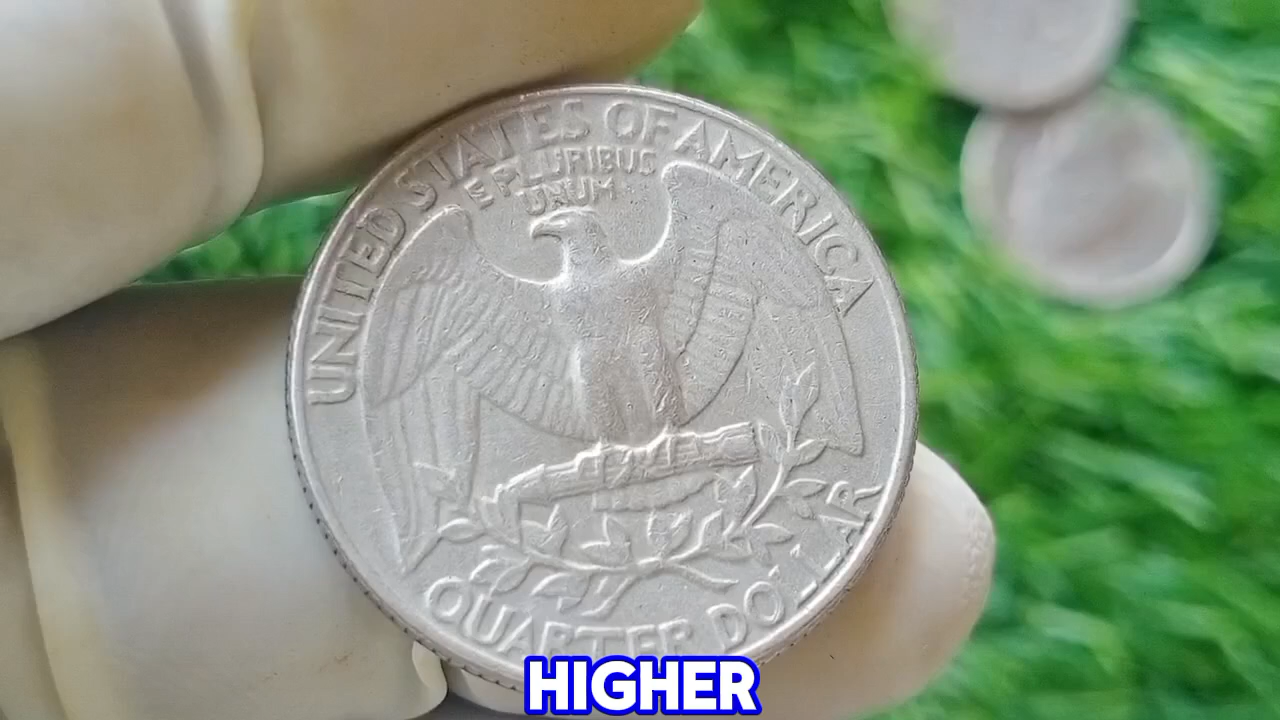 UNITED STATES OF AMERICA
E PLURIBUS
UNUM
QUARTER DOLLAR
HIGHER